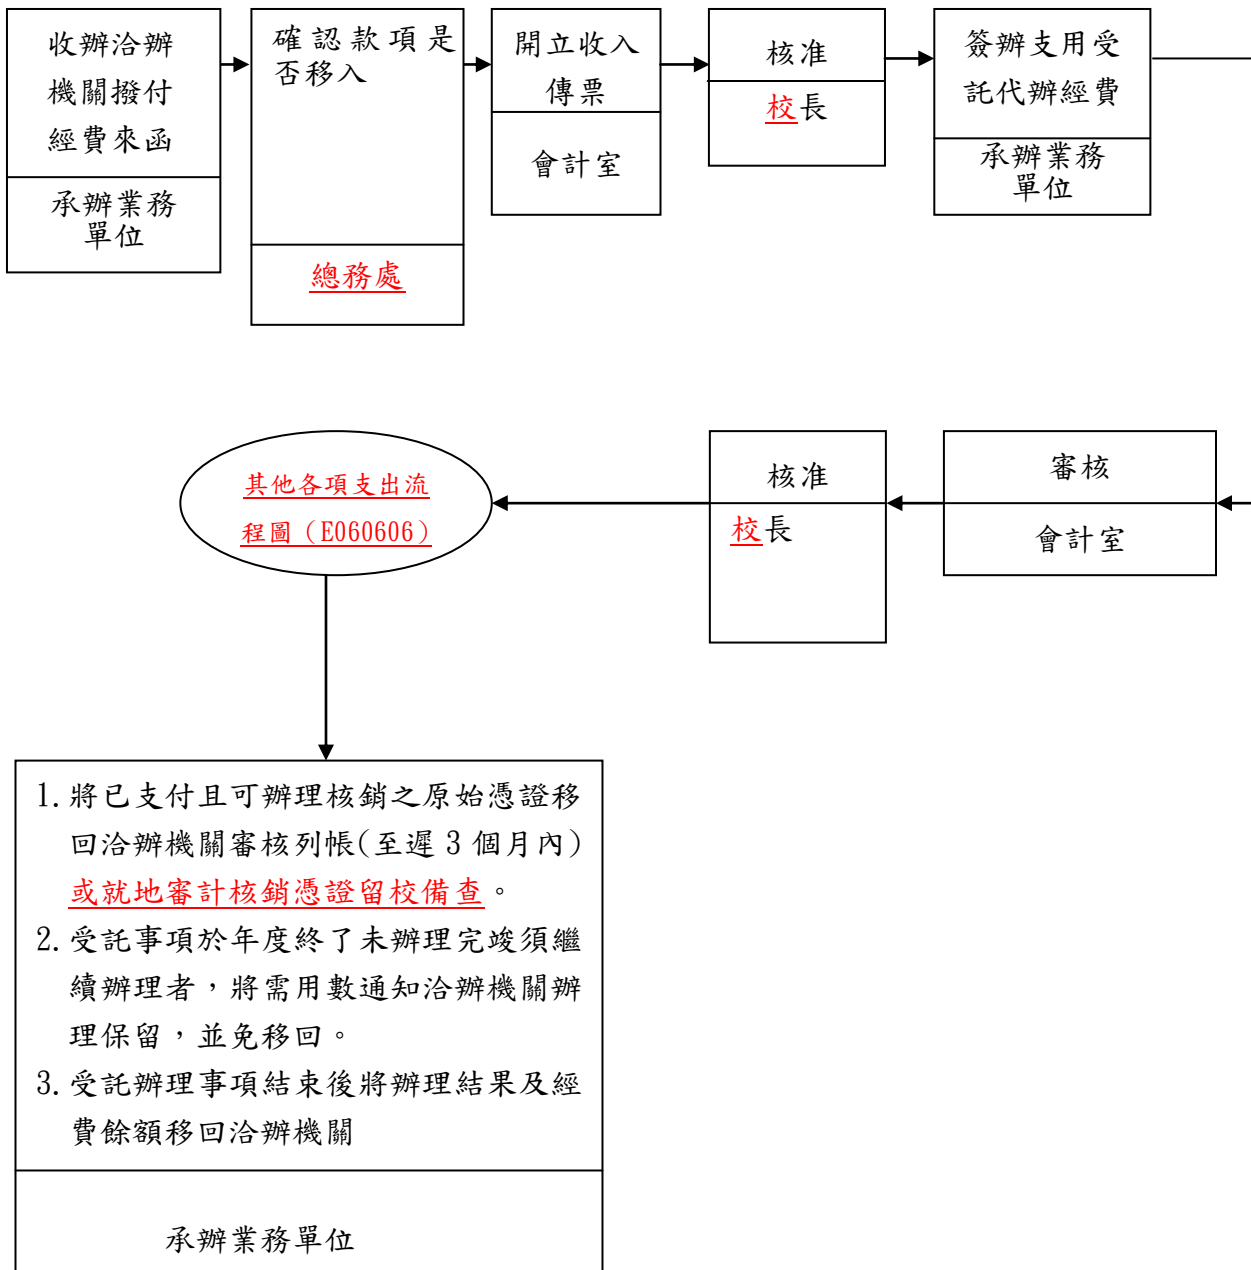 收辦洽辦
機關撥付
經費來函
承辦業務
單位
確認款項是
否移入
總務處
開立收入
傳票
會計室
核准
校長
簽辦支用受
託代辦經費
承辦業務
單位
審核
會計室
核准
校長
其他各項支出流
程圖（E060606）
1. 將已支付且可辦理核銷之原始憑證移
回洽辦機關審核列帳(至遲 3 個月內)
或就地審計核銷憑證留校備查。
2. 受託事項於年度終了未辦理完竣須繼
續辦理者，將需用數通知洽辦機關辦
理保留，並免移回。
3. 受託辦理事項結束後將辦理結果及經
費餘額移回洽辦機關
承辦業務單位